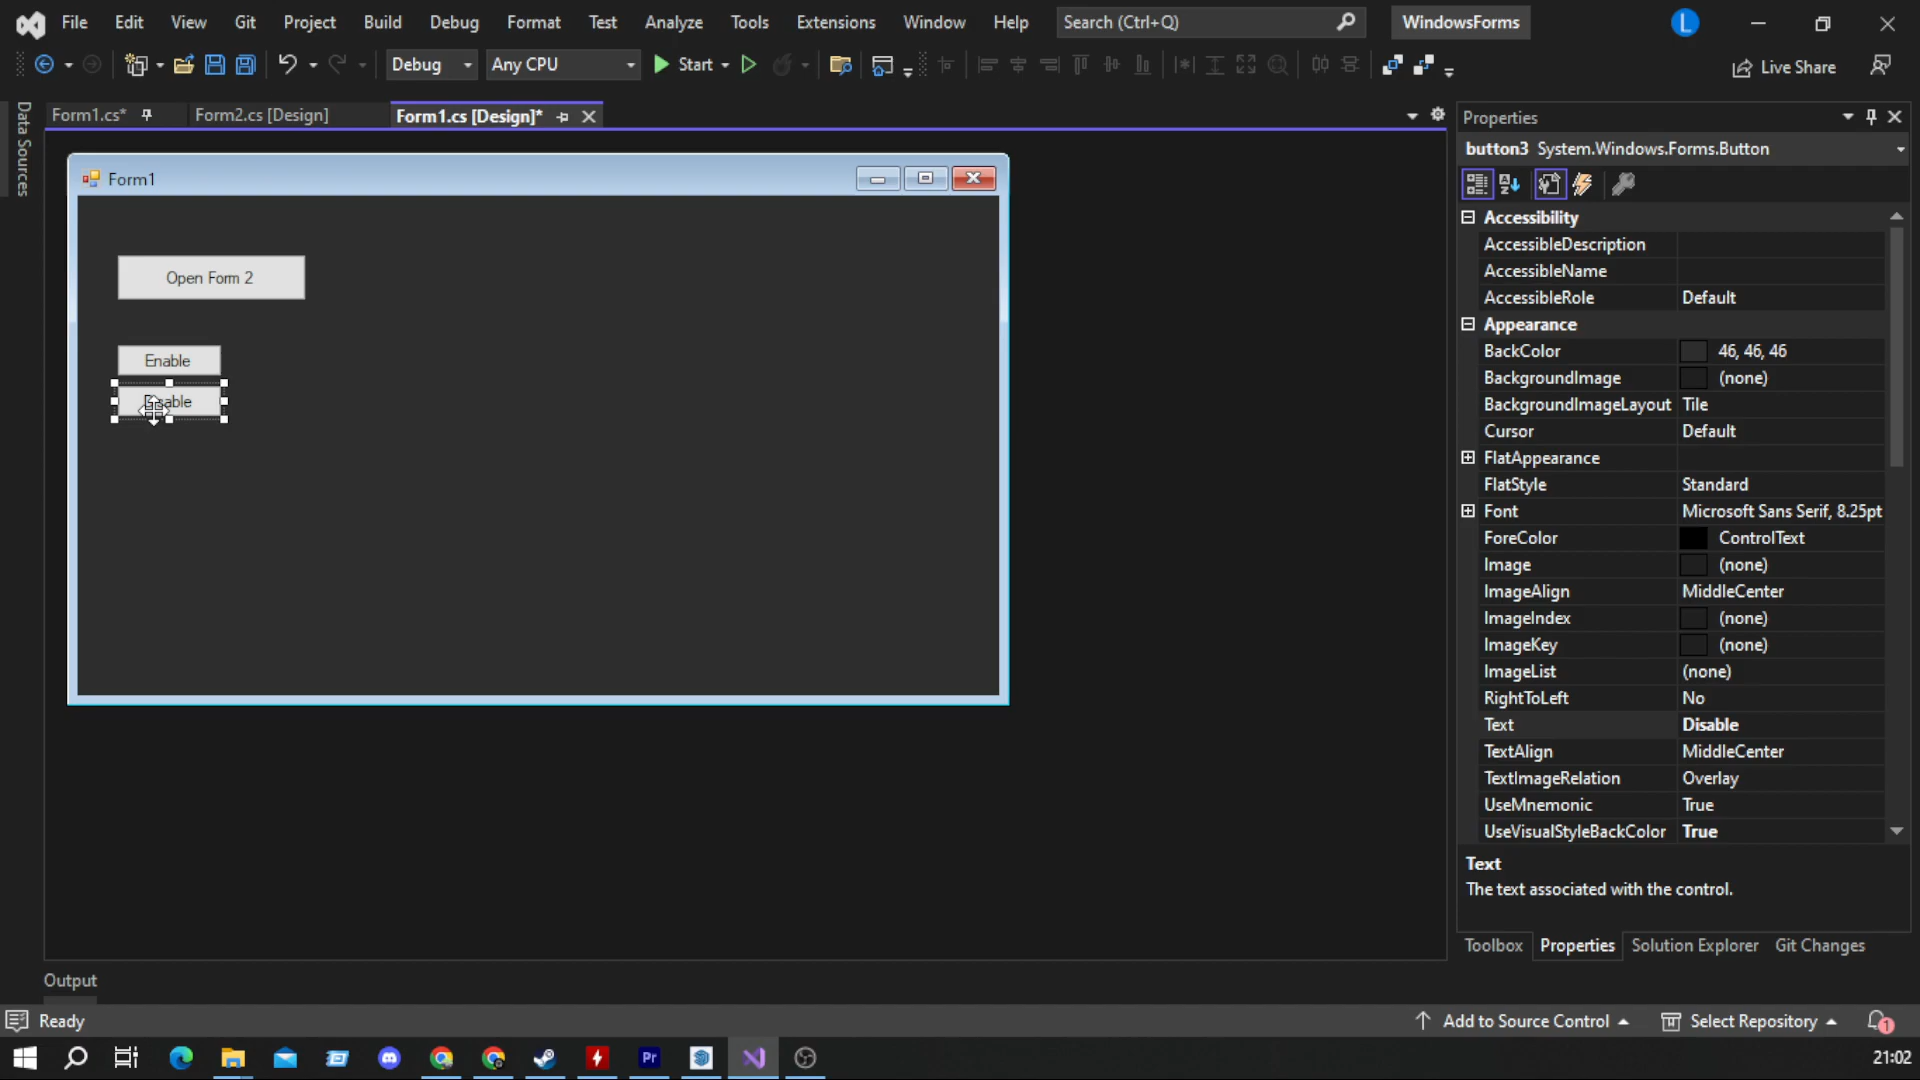 File Edit View Git Project Build Debug Format Test Analyze Tools Extensions Window Help Search (Ctrl+Q) WindowsForms L
Debug Any CPU Start Live Share
Data Sources
Form1.cs* Form2.cs [Design] Form1.cs [Design]*
Form1
Open Form 2
Enable
Properties
button3 System.Windows.Forms.Button
Accessibility
AccessibleDescription
AccessibleName
AccessibleRole Default
Appearance
BackColor 46, 46, 46
BackgroundImage (none)
BackgroundImageLayout Tile
Cursor Default
FlatAppearance
FlatStyle Standard
Font Microsoft Sans Serif, 8.25pt
ForeColor ControlText
Image (none)
ImageAlign MiddleCenter
ImageIndex (none)
ImageKey (none)
ImageList (none)
RightToLeft No
Text Disable
TextAlign MiddleCenter
TextImageRelation Overlay
UseMnemonic True
UseVisualStyleBackColor True
Text
The text associated with the control.
Toolbox Properties Solution Explorer Git Changes
Output
Ready Add to Source Control Select Repository 1
Pr 21:02